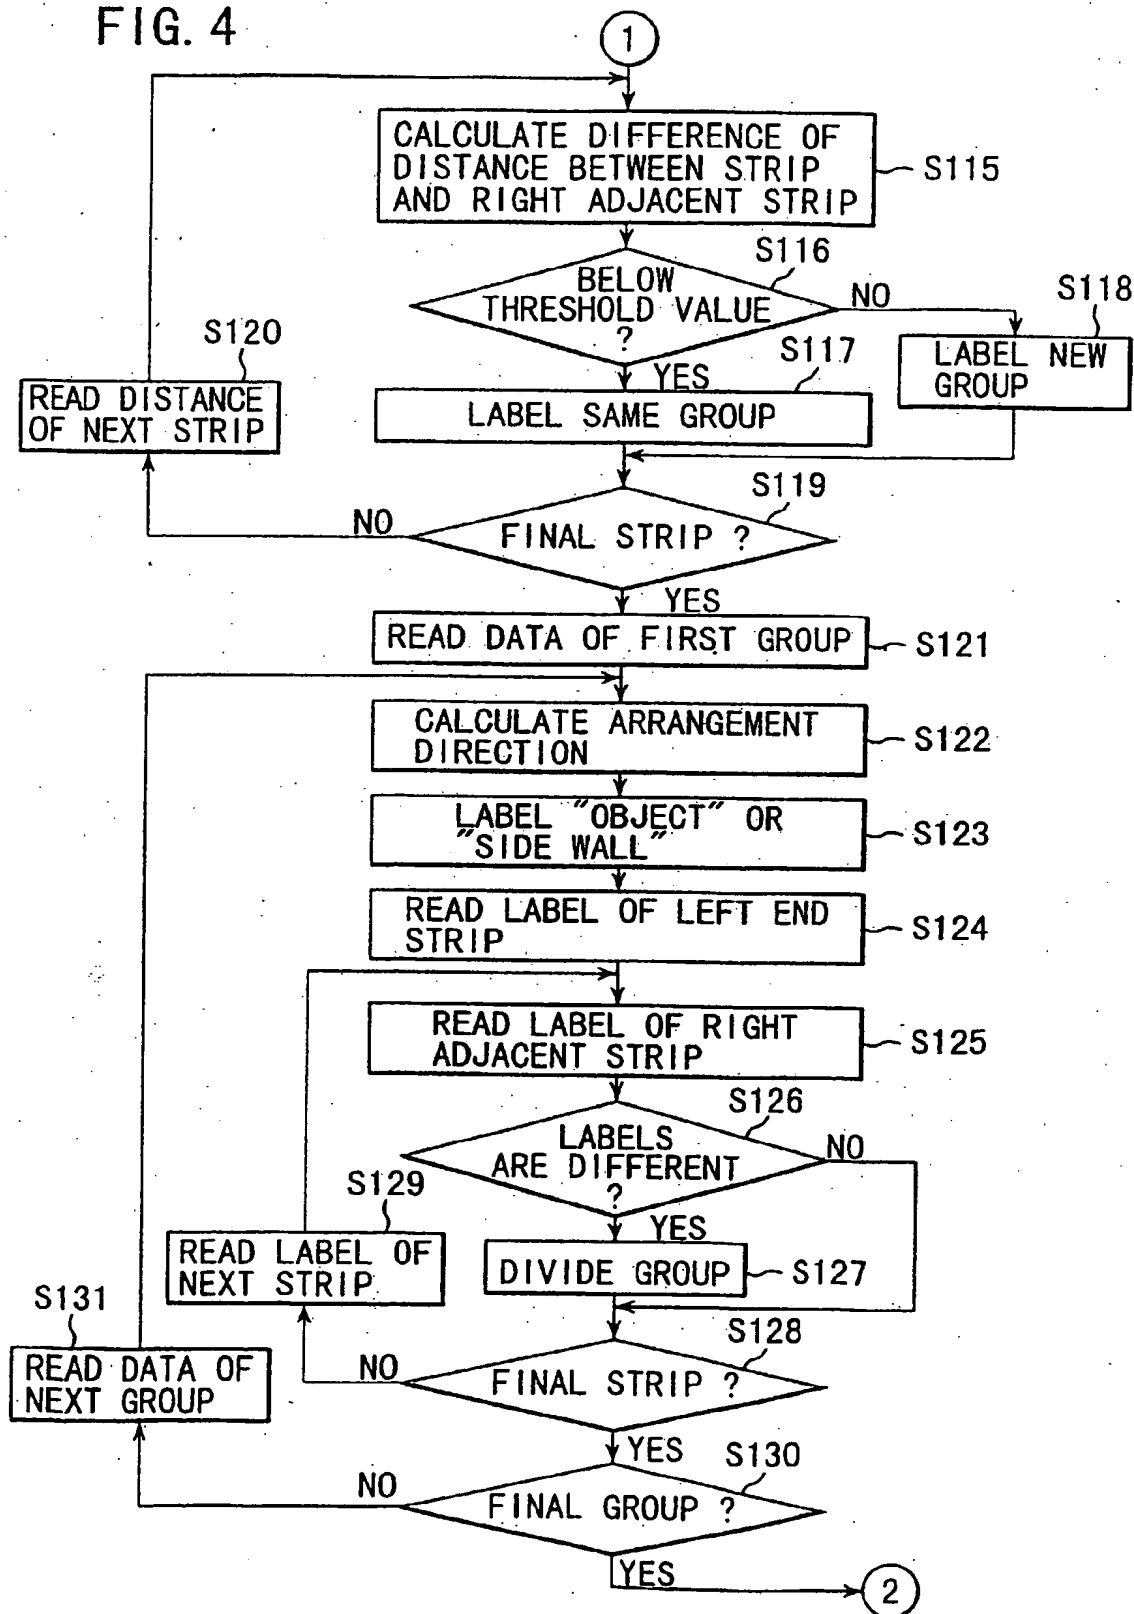 FIG. 4
1
CALCULATE DIFFERENCE OF
DISTANCE BETWEEN STRIP
AND RIGHT ADJACENT STRIP
S115
S116
BELOW
THRESHOLD VALUE
?
NO
S118
LABEL NEW
GROUP
S120
READ DISTANCE
OF NEXT STRIP
YES
S117
LABEL SAME GROUP
S119
FINAL STRIP ?
NO
YES
READ DATA OF FIRST GROUP
S121
CALCULATE ARRANGEMENT
DIRECTION
S122
LABEL "OBJECT" OR
"SIDE WALL"
S123
READ LABEL OF LEFT END
STRIP
S124
READ LABEL OF RIGHT
ADJACENT STRIP
S125
S126
LABELS
ARE DIFFERENT
?
NO
S129
READ LABEL OF
NEXT STRIP
YES
DIVIDE GROUP
S127
S131
READ DATA OF
NEXT GROUP
S128
FINAL STRIP ?
NO
YES
S130
FINAL GROUP ?
NO
YES
2